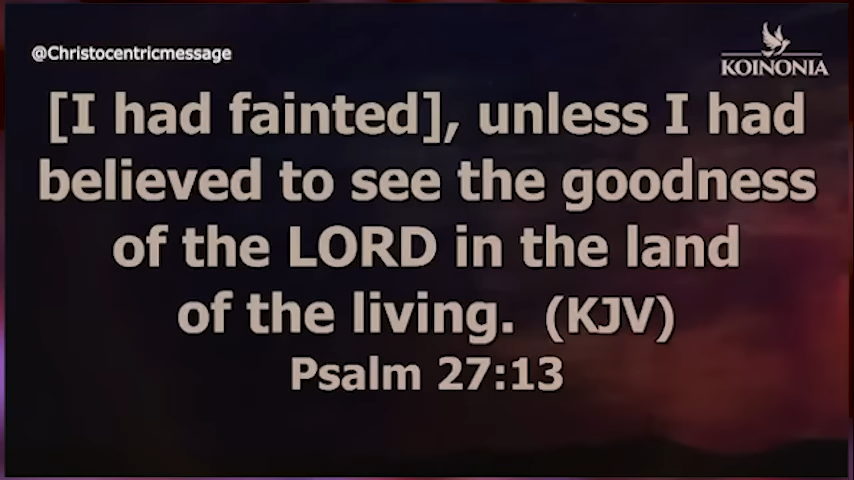 @Christocentricmessage
KOINONIA
[I had fainted], unless I had
believed to see the goodness
of the LORD in the land
of the living. (KJV)
Psalm 27:13